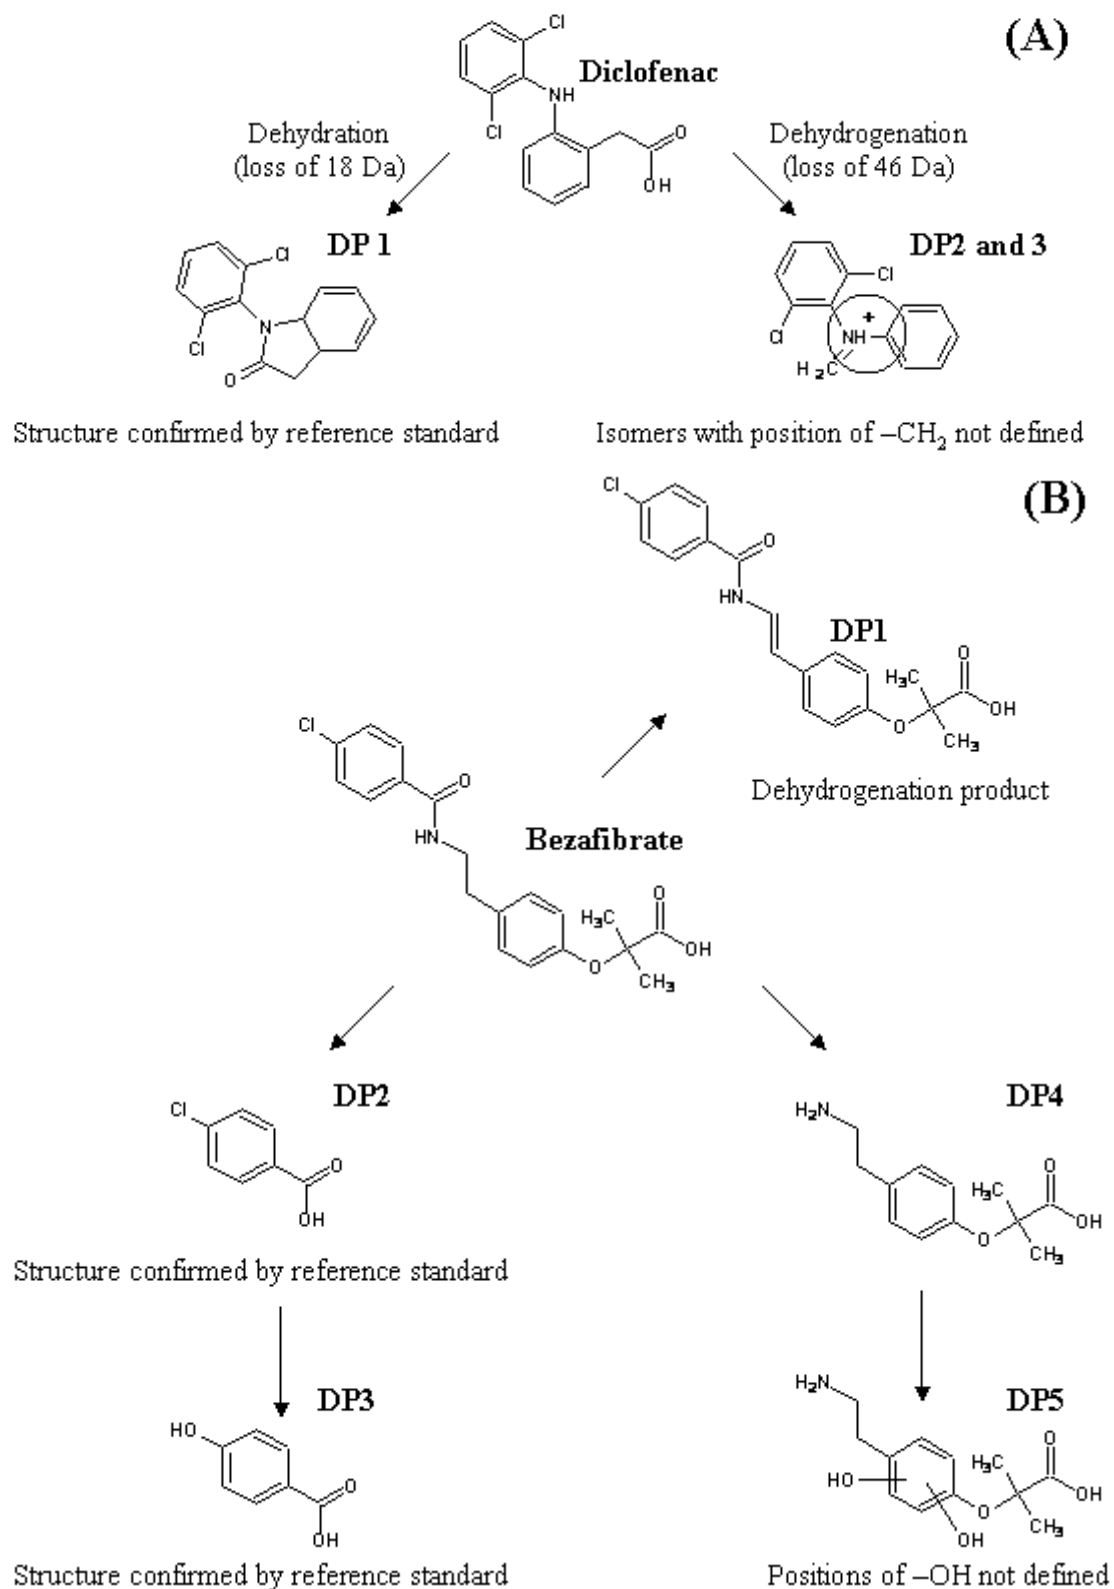 (A)
Cl
Diclofenac
NH
Cl
Dehydration
(loss of 18 Da)
O
OH
Dehydrogenation
(loss of 46 Da)
DP 1
Cl
N
Cl
O
DP2 and 3
Cl
+
Cl
NH
H2C
Structure confirmed by reference standard
Isomers with position of –CH2 not defined
(B)
Cl
O
HN
DP1
O
H3C
OH
O
CH3
Dehydrogenation product
Cl
O
HN
Bezafibrate
O
H3C
OH
O
CH3
DP2
Cl
O
OH
Structure confirmed by reference standard
DP4
H2N
O
H3C
OH
O
CH3
DP3
HO
O
OH
Structure confirmed by reference standard
DP5
H2N
O
H3C
HO
OH
O
CH3
OH
Positions of –OH not defined